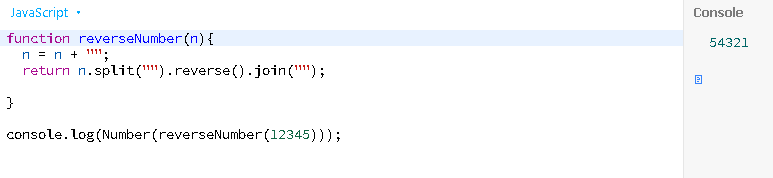 JavaScript
Console
function reverseNumber(n){
n = n + "";
return n.split("").reverse().join("");
}
console.log(Number(reverseNumber(12345)));
54321